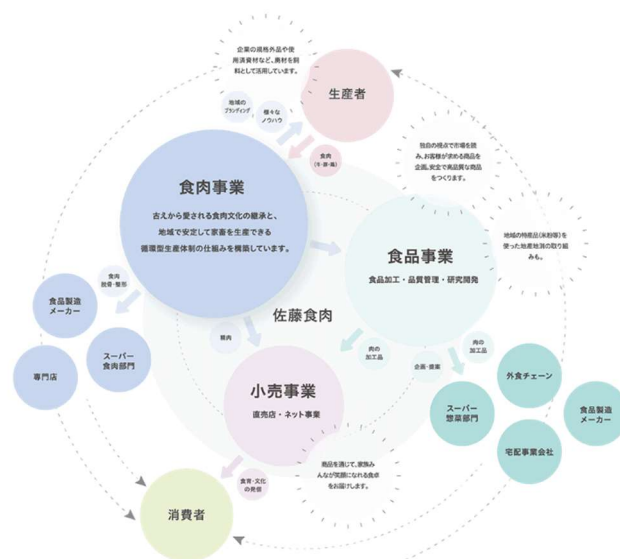 企業の規格外品や使
用済資材など、廃材を飼
料として活用しています。
生産者
地域の
ブランディング
様々な
ノウハウ
食肉
(牛・豚・鶏)
独自の視点で市場を読
み、お客様が求める商品を
企画。安全で高品質な商品
をつくります。
食肉事業
古えから愛される食肉文化の継承と、
地域で安定して家畜を生産できる
循環型生産体制の仕組みを構築しています。
地域の特産品(米粉等)を
使った地産地消の取り組
みも。
食品事業
食品加工・品質管理・研究開発
食肉
脱骨・整形
食品製造
メーカー
スーパー
食肉部門
専門店
佐藤食肉
精肉
肉の
加工品
企画・提案
肉の
加工品
小売事業
直売店・ネット事業
外食チェーン
スーパー
惣菜部門
食品製造
メーカー
宅配事業会社
商品を通じて、家族み
んなが笑顔になれる食卓
をお届けします。
食育・文化
の発信
消費者